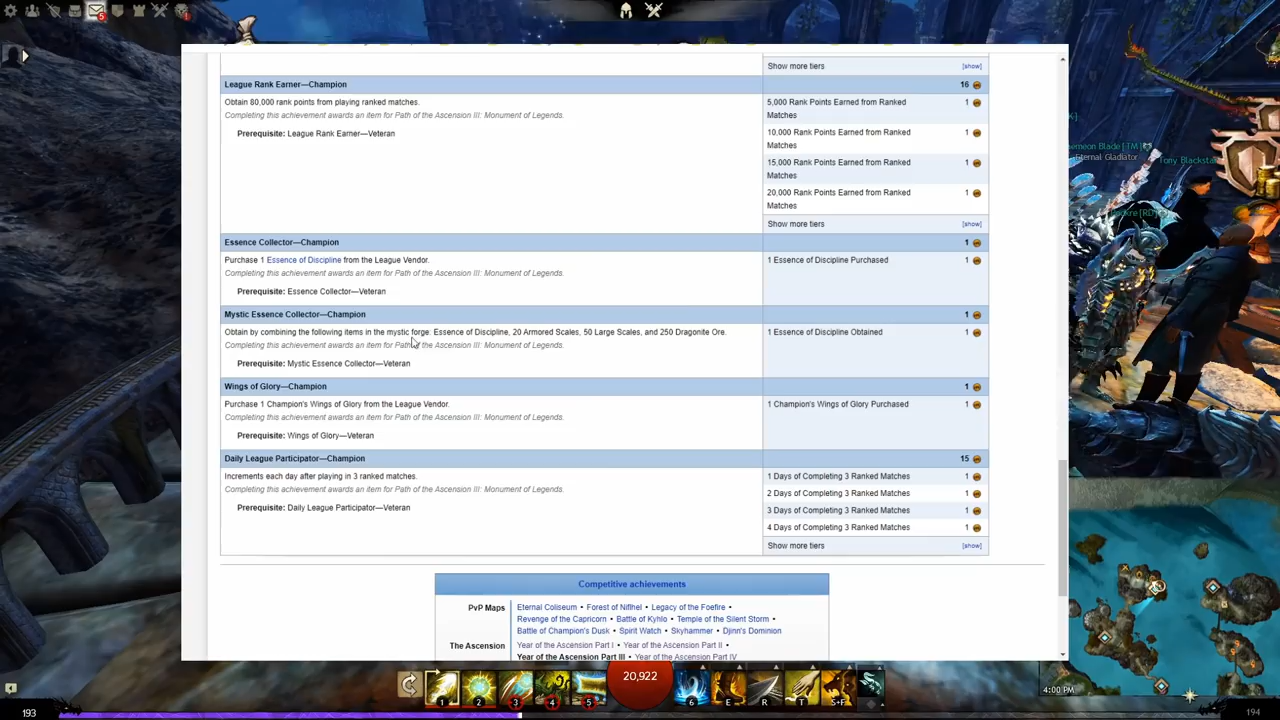 5
1
Show more tiers [show]
League Rank Earner—Champion 16
Obtain 80,000 rank points from playing ranked matches.
Completing this achievement awards an item for Path of the Ascension III: Monument of Legends.
Prerequisite: League Rank Earner—Veteran
5,000 Rank Points Earned from Ranked 1
Matches
10,000 Rank Points Earned from Ranked 1
Matches
15,000 Rank Points Earned from Ranked 1
Matches
20,000 Rank Points Earned from Ranked 1
Matches
Show more tiers [show]
Essence Collector—Champion 1
Purchase 1 Essence of Discipline from the League Vendor.
Completing this achievement awards an item for Path of the Ascension III: Monument of Legends.
Prerequisite: Essence Collector—Veteran
1 Essence of Discipline Purchased 1
Mystic Essence Collector—Champion 1
Obtain by combining the following items in the mystic forge: Essence of Discipline, 20 Armored Scales, 50 Large Scales, and 250 Dragonite Ore.
Completing this achievement awards an item for Path of the Ascension III: Monument of Legends.
Prerequisite: Mystic Essence Collector—Veteran
1 Essence of Discipline Obtained 1
Wings of Glory—Champion 1
Purchase 1 Champion's Wings of Glory from the League Vendor.
Completing this achievement awards an item for Path of the Ascension III: Monument of Legends.
Prerequisite: Wings of Glory—Veteran
1 Champion's Wings of Glory Purchased 1
Daily League Participator—Champion 15
Increments each day after playing in 3 ranked matches.
Completing this achievement awards an item for Path of the Ascension III: Monument of Legends.
Prerequisite: Daily League Participator—Veteran
1 Days of Completing 3 Ranked Matches 1
2 Days of Completing 3 Ranked Matches 1
3 Days of Completing 3 Ranked Matches 1
4 Days of Completing 3 Ranked Matches 1
Show more tiers [show]
Competitive achievements
PvP Maps Eternal Coliseum • Forest of Niflhel • Legacy of the Foefire •
Revenge of the Capricorn • Battle of Kyhlo • Temple of the Silent Storm •
Battle of Champion's Dusk • Spirit Watch • Skyhammer • Djinn's Dominion
The Ascension Year of the Ascension Part I • Year of the Ascension Part II •
Year of the Ascension Part III • Year of the Ascension Part IV
Blade [TM]
Eternal Gladiator
Tony Blacksta
[RD]
20,922
1 2 3 4 5 6 E R T S+F
4:00 PM
193
194